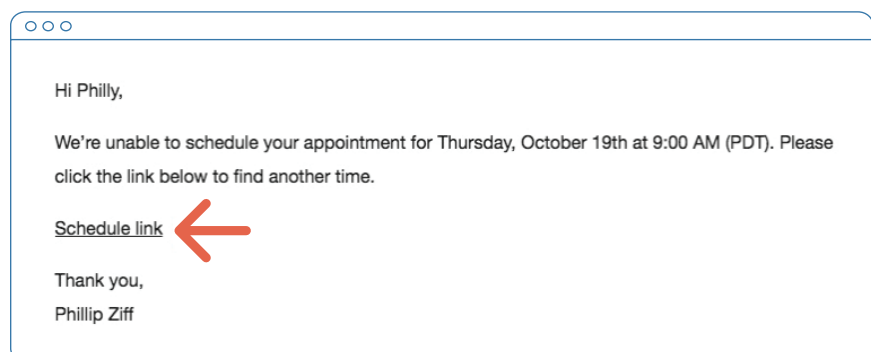 Hi Philly,
We're unable to schedule your appointment for Thursday, October 19th at 9:00 AM (PDT). Please
click the link below to find another time.
Schedule link
Thank you,
Phillip Ziff